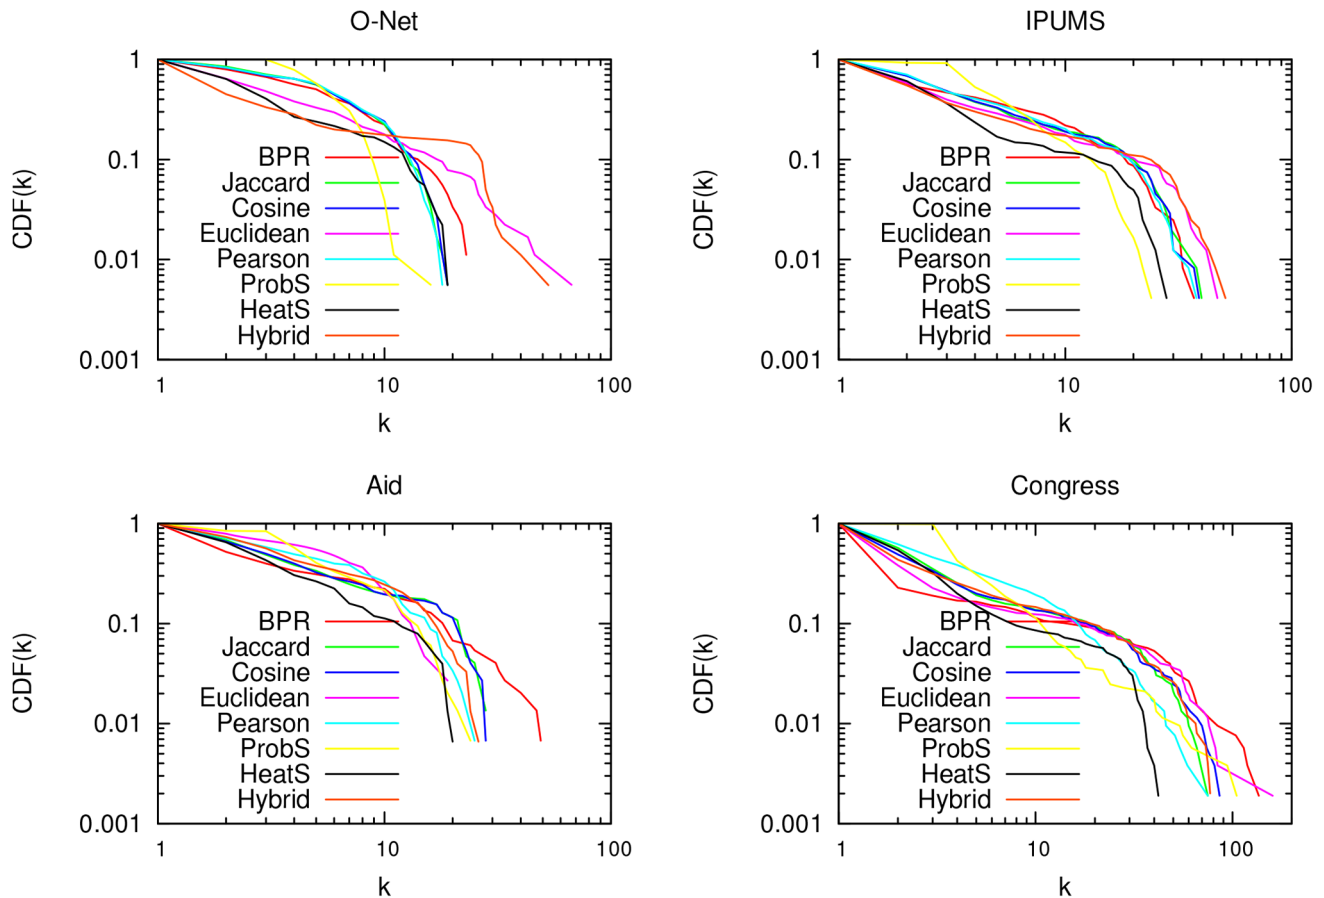 O-Net
CDF(k)
1
0.1
0.01
0.001
BPR
Jaccard
Cosine
Euclidean
Pearson
ProbS
HeatS
Hybrid
1 10 100
k
IPUMS
CDF(k)
1
0.1
0.01
0.001
BPR
Jaccard
Cosine
Euclidean
Pearson
ProbS
HeatS
Hybrid
1 10 100
k
Aid
CDF(k)
1
0.1
0.01
0.001
BPR
Jaccard
Cosine
Euclidean
Pearson
ProbS
HeatS
Hybrid
1 10 100
k
Congress
CDF(k)
1
0.1
0.01
0.001
BPR
Jaccard
Cosine
Euclidean
Pearson
ProbS
HeatS
Hybrid
1 10 100
k